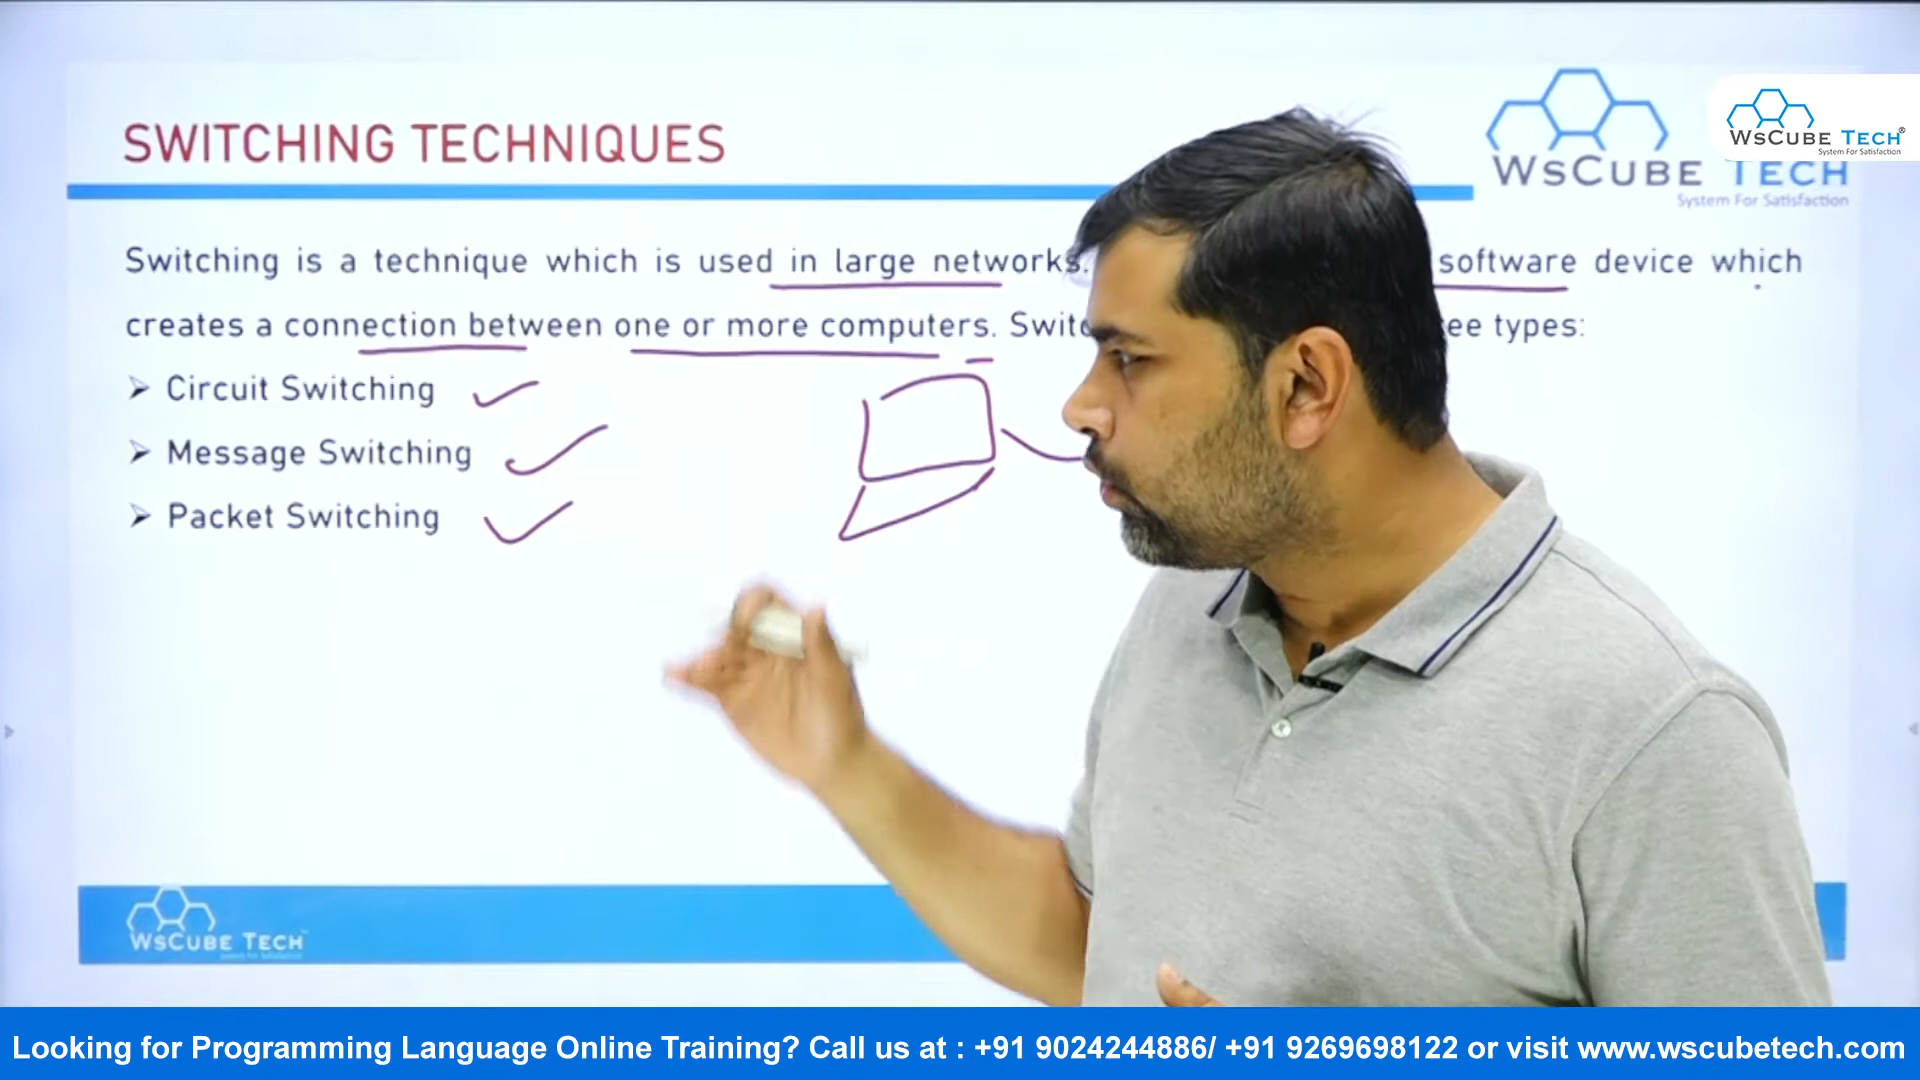 SWITCHING TECHNIQUES
WSCUBE TECH
System For Satisfaction
WSCUBE TECH®
System For Satisfaction
Switching is a technique which is used in large networks. software device which
creates a connection between one or more computers. types:
Circuit Switching
Message Switching
Packet Switching
WSCUBE TECH
Looking for Programming Language Online Training? Call us at : +91 9024244886/ +91 9269698122 or visit www.wscubetech.com